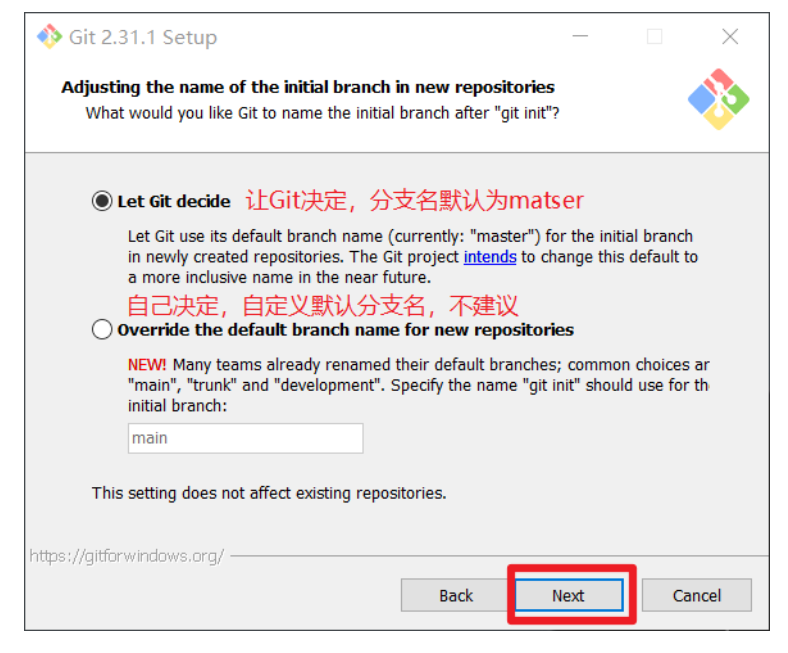 Git 2.31.1 Setup
Adjusting the name of the initial branch in new repositories
What would you like Git to name the initial branch after "git init"?
Let Git decide 让Git决定，分支名默认为matser
Let Git use its default branch name (currently: "master") for the initial branch
in newly created repositories. The Git project intends to change this default to
a more inclusive name in the near future.
自己决定，自定义默认分支名，不建议
Override the default branch name for new repositories
NEW! Many teams already renamed their default branches; common choices ar
"main", "trunk" and "development". Specify the name "git init" should use for th
initial branch:
main
This setting does not affect existing repositories.
https://gitforwindows.org/
Back Next Cancel